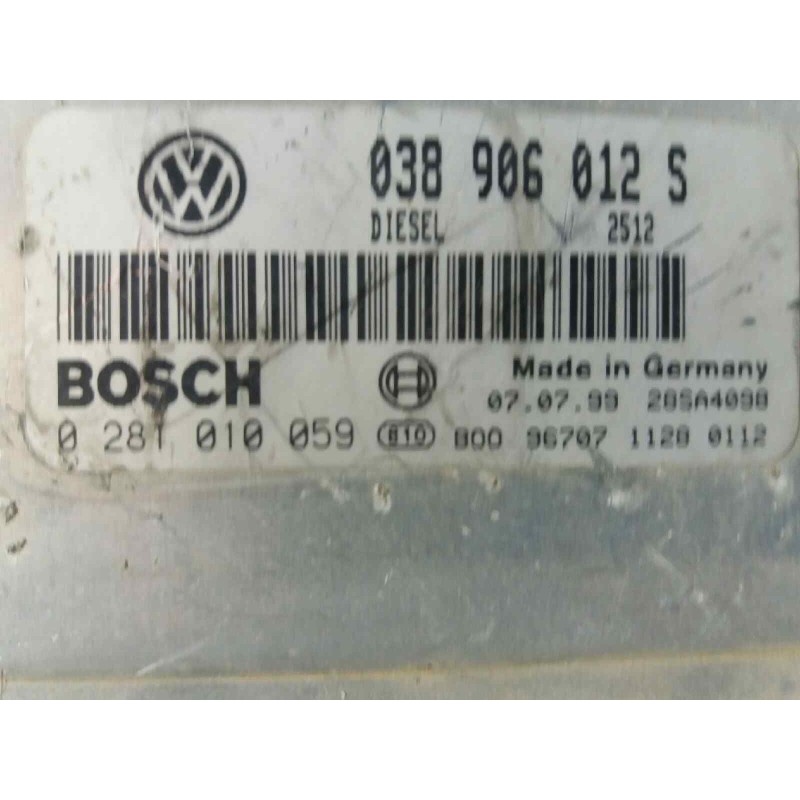 038 906 012 S
DIESEL 2512
BOSCH
Made in Germany
07.07.99 28SA4098
0 281 010 059 B10 BOO 96707 1128 0112